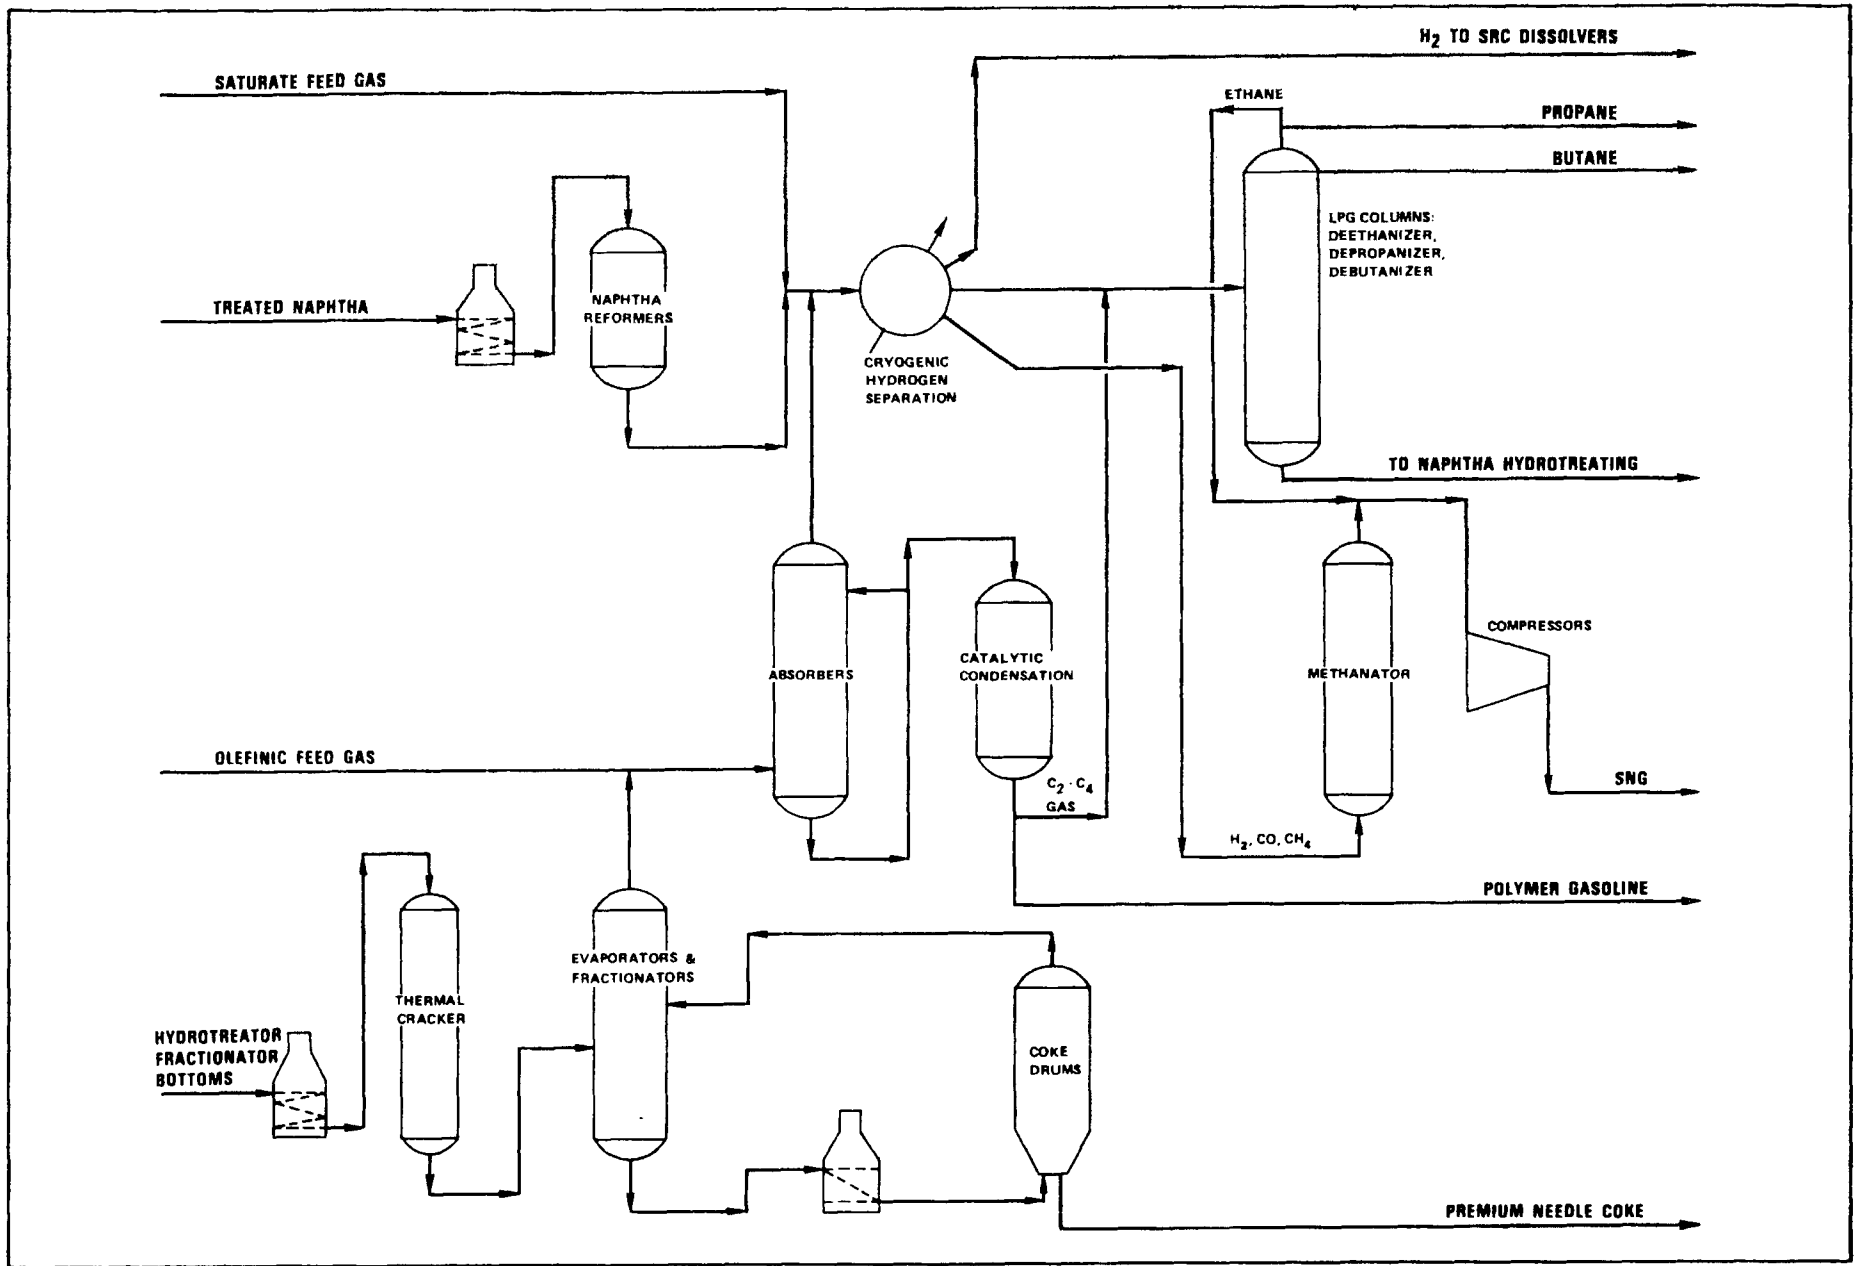 H₂ TO SRC DISSOLVERS
SATURATE FEED GAS
ETHANE
PROPANE
BUTANE
LPG COLUMNS:
DEETHANIZER,
DEPROPANIZER,
DEBUTANIZER
NAPHTHA
REFORMERS
TREATED NAPHTHA
CRYOGENIC
HYDROGEN
SEPARATION
TO NAPHTHA HYDROTREATING
COMPRESSORS
ABSORBERS
CATALYTIC
CONDENSATION
METHANATOR
OLEFINIC FEED GAS
C₂ - C₄
GAS
SNG
H₂, CO, CH₄
POLYMER GASOLINE
EVAPORATORS &
FRACTIONATORS
THERMAL
CRACKER
HYDROTREATOR
FRACTIONATOR
BOTTOMS
COKE
DRUMS
PREMIUM NEEDLE COKE